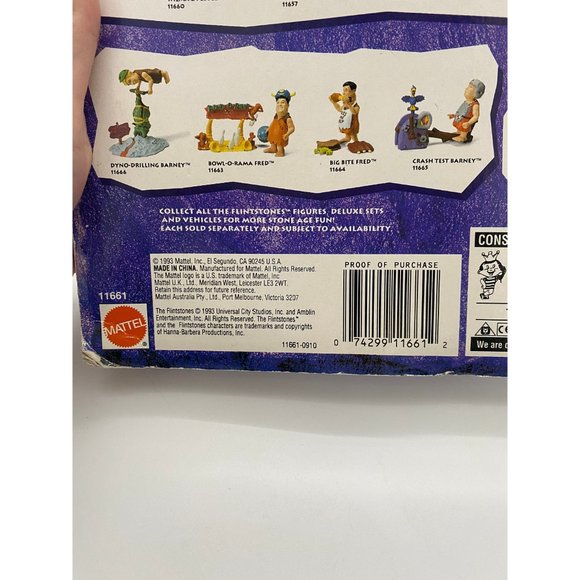 11660
11657
DYNO-DRILLING BARNEY™
11666
BOWL-O-RAMA FRED™
11663
BIG BITE FRED™
11664
CRASH TEST BARNEY™
11665
COLLECT ALL THE FLINTSTONES™ FIGURES, DELUXE SETS
AND VEHICLES FOR MORE STONE AGE FUN!
EACH SOLD SEPARATELY AND SUBJECT TO AVAILABILITY.
© 1993 Mattel, Inc., El Segundo, CA 90245 U.S.A.
MADE IN CHINA. Manufactured for Mattel. All Rights Reserved.
The Mattel logo is a U.S. trademark of Mattel, Inc.
Mattel U.K., Ltd., Meridian West, Leicester LE3 2WT.
Retain this address for future reference.
Mattel Australia Pty., Ltd., Port Melbourne, Victoria 3207
The Flintstones © 1993 Universal City Studios, Inc. and Amblin
Entertainment, Inc. All Rights Reserved. The Flintstones™
and the Flintstones characters are trademarks and copyrights
of Hanna-Barbera Productions, Inc.
11661-0910
11661
MATTEL
®
PROOF OF PURCHASE
0 74299 11661 2
CONS
CE
We are